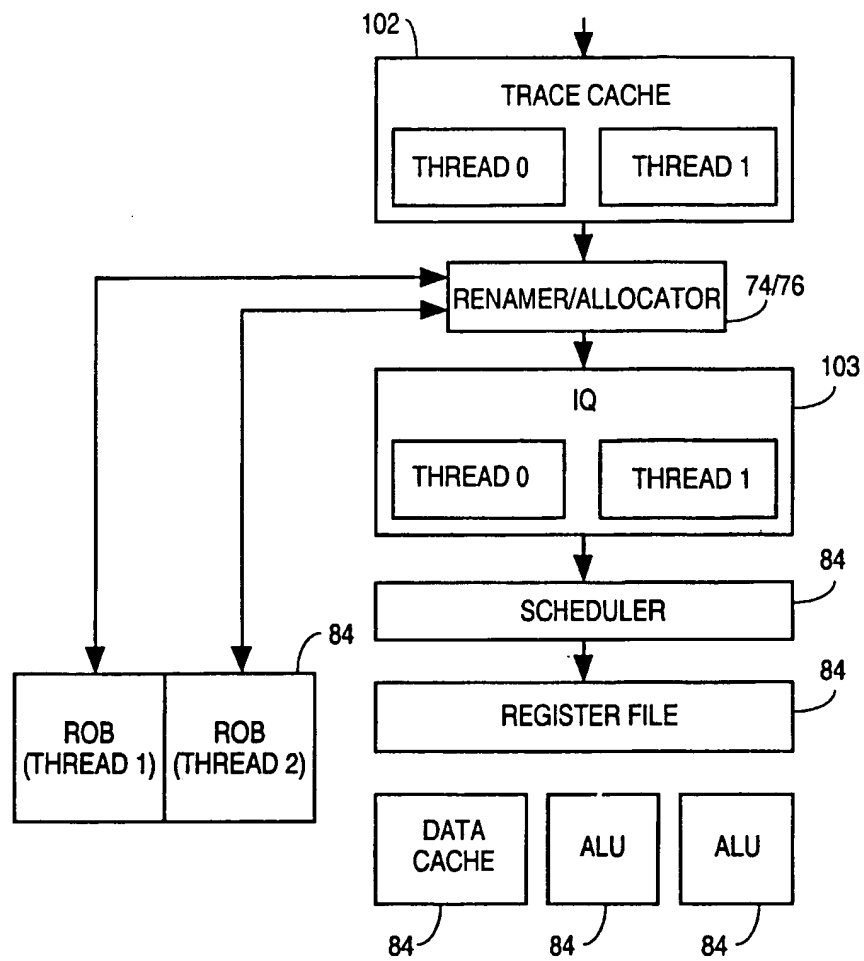 102
TRACE CACHE
THREAD 0
THREAD 1
RENAMER/ALLOCATOR
74/76
103
IQ
THREAD 0
THREAD 1
84
SCHEDULER
84
84
REGISTER FILE
ROB
(THREAD 1)
ROB
(THREAD 2)
DATA
CACHE
ALU
ALU
84
84
84